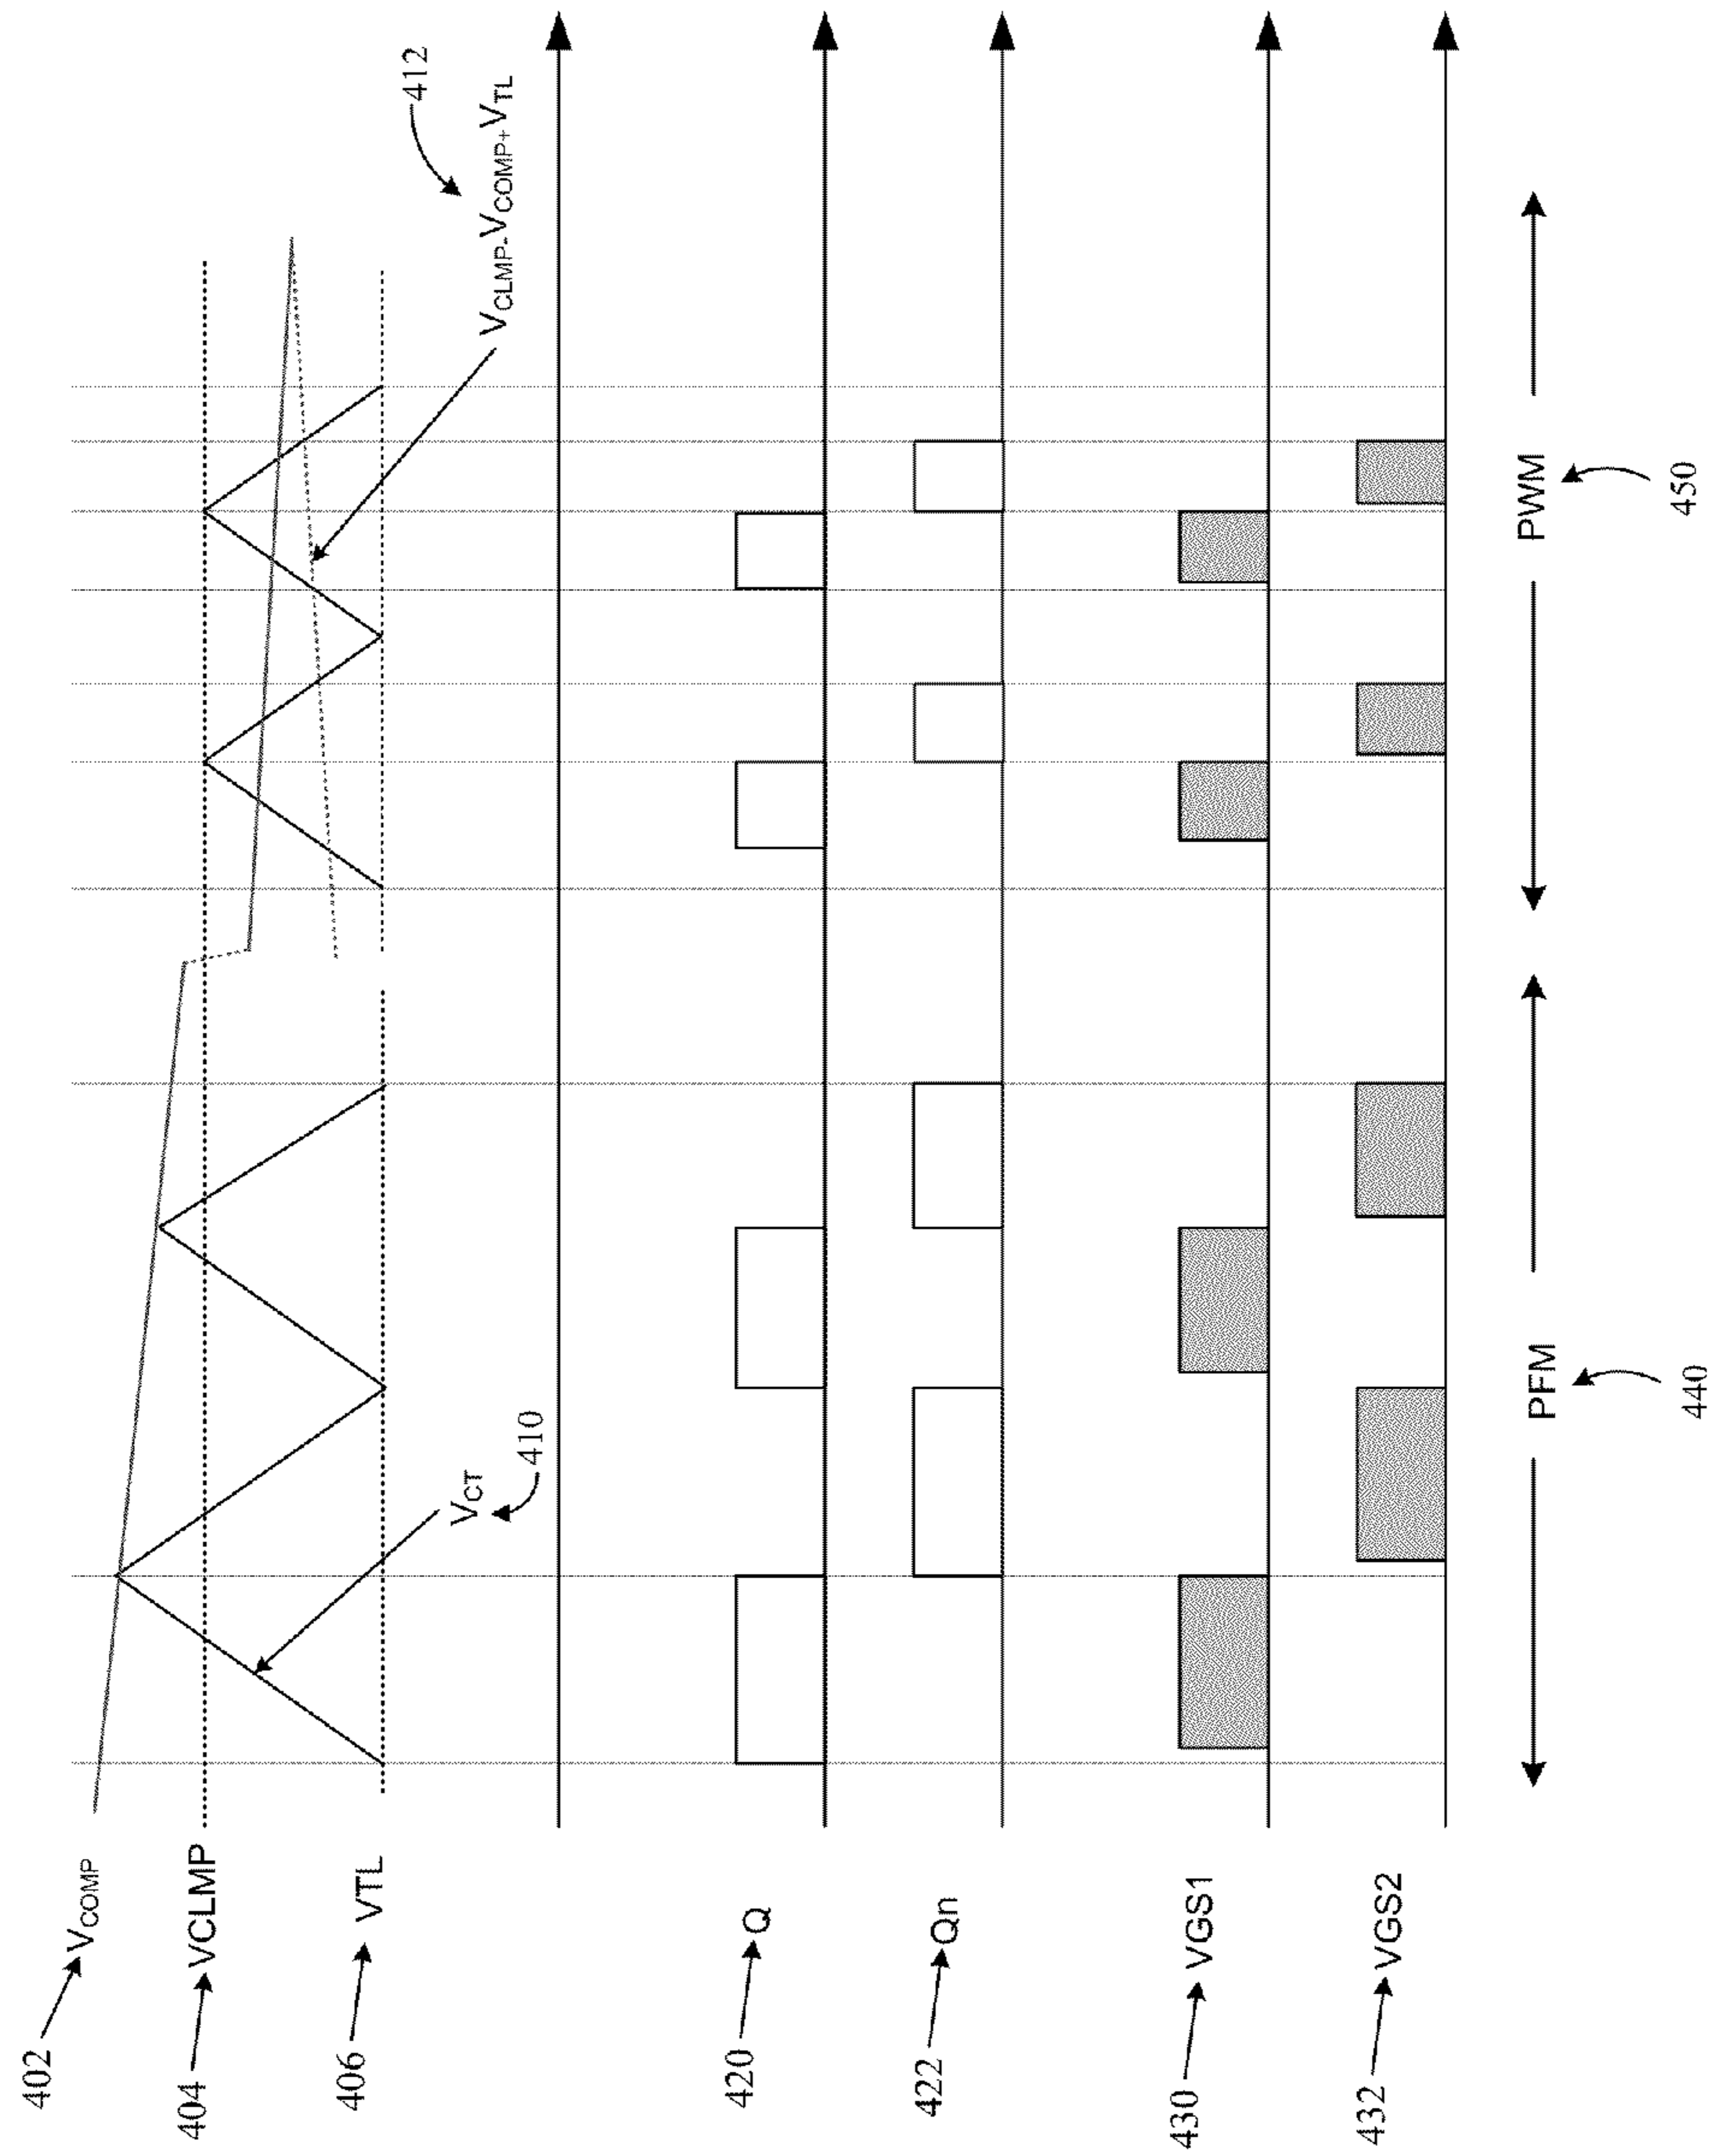 402 V_COMP
404 VCLMP
406 VTL
V_CT 410
V_CLMP-V_COMP+V_TL 412
420 Q
422 Qn
430 VGS1
432 VGS2
PFM PWM
440 450